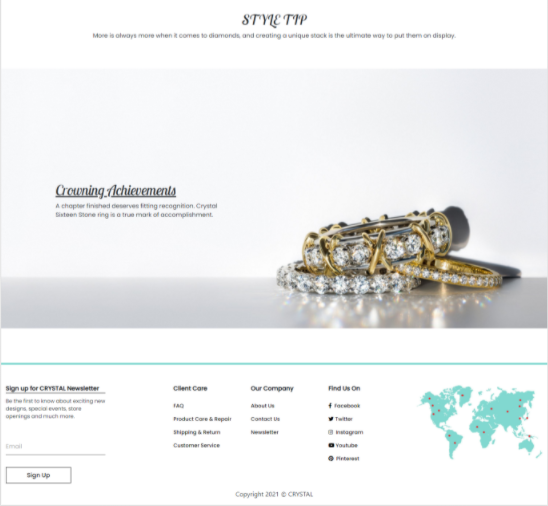 STYLE TIP
More is always more when it comes to diamonds, and creating a unique stack is the ultimate way to put them on display.
Crowning Achievements
A chapter finished deserves fitting recognition. Crystal
Sixteen Stone ring is a true mark of accomplishment.
Sign up for CRYSTAL Newsletter
Be the first to know about exciting new
designs, special events, store
openings and much more.
Email
Sign Up
Client Care
FAQ
Product Care & Repair
Shipping & Return
Customer Service
Our Company
About Us
Contact Us
Newsletter
Find Us On
Facebook
Twitter
Instagram
Youtube
Pinterest
Copyright 2021 © CRYSTAL